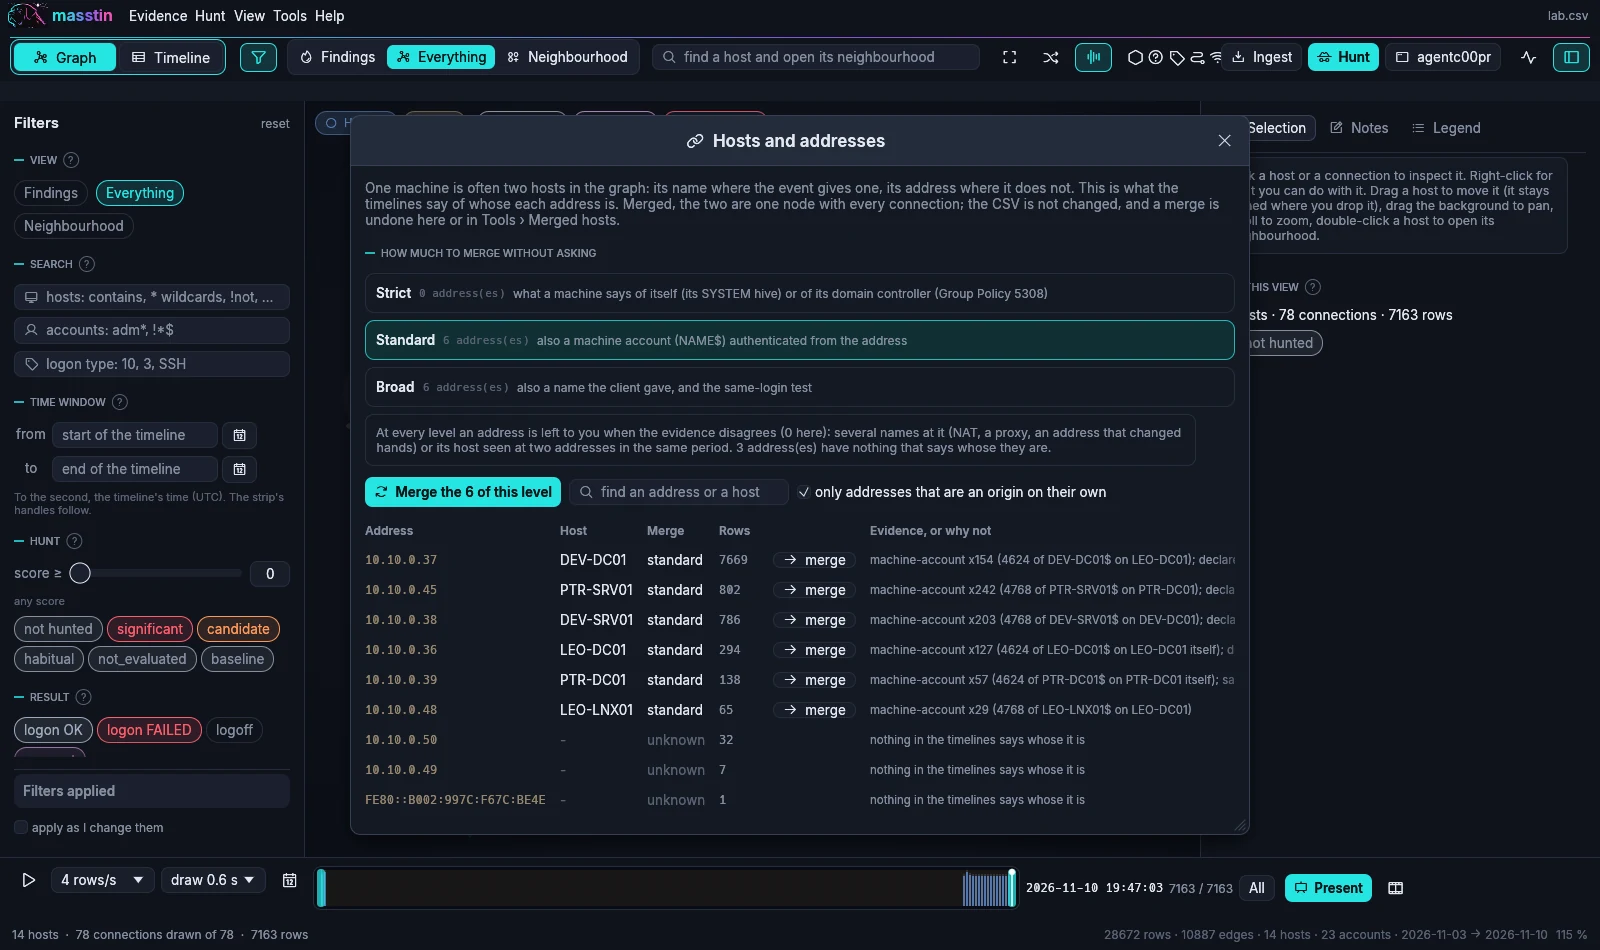 masstin Evidence Hunt View Tools Help lab.csv
Graph Timeline Findings Everything Neighbourhood find a host and open its neighbourhood Ingest Hunt agentc00pr
Filters reset
VIEW ?
Findings Everything
Neighbourhood
SEARCH ?
hosts: contains, * wildcards, !not, ...
accounts: adm*, !*$
logon type: 10, 3, SSH
TIME WINDOW ?
from start of the timeline
to end of the timeline
To the second, the timeline's time (UTC). The strip's
handles follow.
HUNT ?
score ≥ 0
any score
not hunted significant candidate
habitual not_evaluated baseline
RESULT ?
logon OK logon FAILED logoff
Filters applied
apply as I change them
Hosts and addresses
One machine is often two hosts in the graph: its name where the event gives one, its address where it does not. This is what the
timelines say of whose each address is. Merged, the two are one node with every connection; the CSV is not changed, and a merge is
undone here or in Tools › Merged hosts.
HOW MUCH TO MERGE WITHOUT ASKING
Strict 0 address(es) what a machine says of itself (its SYSTEM hive) or of its domain controller (Group Policy 5308)
Standard 6 address(es) also a machine account (NAME$) authenticated from the address
Broad 6 address(es) also a name the client gave, and the same-login test
At every level an address is left to you when the evidence disagrees (0 here): several names at it (NAT, a proxy, an address that changed
hands) or its host seen at two addresses in the same period. 3 address(es) have nothing that says whose they are.
Merge the 6 of this level find an address or a host only addresses that are an origin on their own
Address Host Merge Rows Evidence, or why not
10.10.0.37 DEV-DC01 standard 7669 → merge machine-account x154 (4624 of DEV-DC01$ on LEO-DC01); declar
10.10.0.45 PTR-SRV01 standard 802 → merge machine-account x242 (4768 of PTR-SRV01$ on PTR-DC01); decla
10.10.0.38 DEV-SRV01 standard 786 → merge machine-account x203 (4768 of DEV-SRV01$ on DEV-DC01); decla
10.10.0.36 LEO-DC01 standard 294 → merge machine-account x127 (4624 of LEO-DC01$ on LEO-DC01 itself); d
10.10.0.39 PTR-DC01 standard 138 → merge machine-account x57 (4624 of PTR-DC01$ on PTR-DC01 itself); sa
10.10.0.48 LEO-LNX01 standard 65 → merge machine-account x29 (4768 of LEO-LNX01$ on LEO-DC01)
10.10.0.50 - unknown 32 nothing in the timelines says whose it is
10.10.0.49 - unknown 7 nothing in the timelines says whose it is
FE80::B002:997C:F67C:BE4E - unknown 1 nothing in the timelines says whose it is
Selection Notes Legend
k a host or a connection to inspect it. Right-click for
t you can do with it. Drag a host to move it (it stays
ed where you drop it), drag the background to pan,
ll to zoom, double-click a host to open its
hbourhood.
THIS VIEW ?
sts · 78 connections · 7163 rows
not hunted
4 rows/s draw 0.6 s 2026-11-10 19:47:03 7163 / 7163 All Present
14 hosts · 78 connections drawn of 78 · 7163 rows 28672 rows · 10887 edges · 14 hosts · 23 accounts · 2026-11-03 → 2026-11-10 115 %